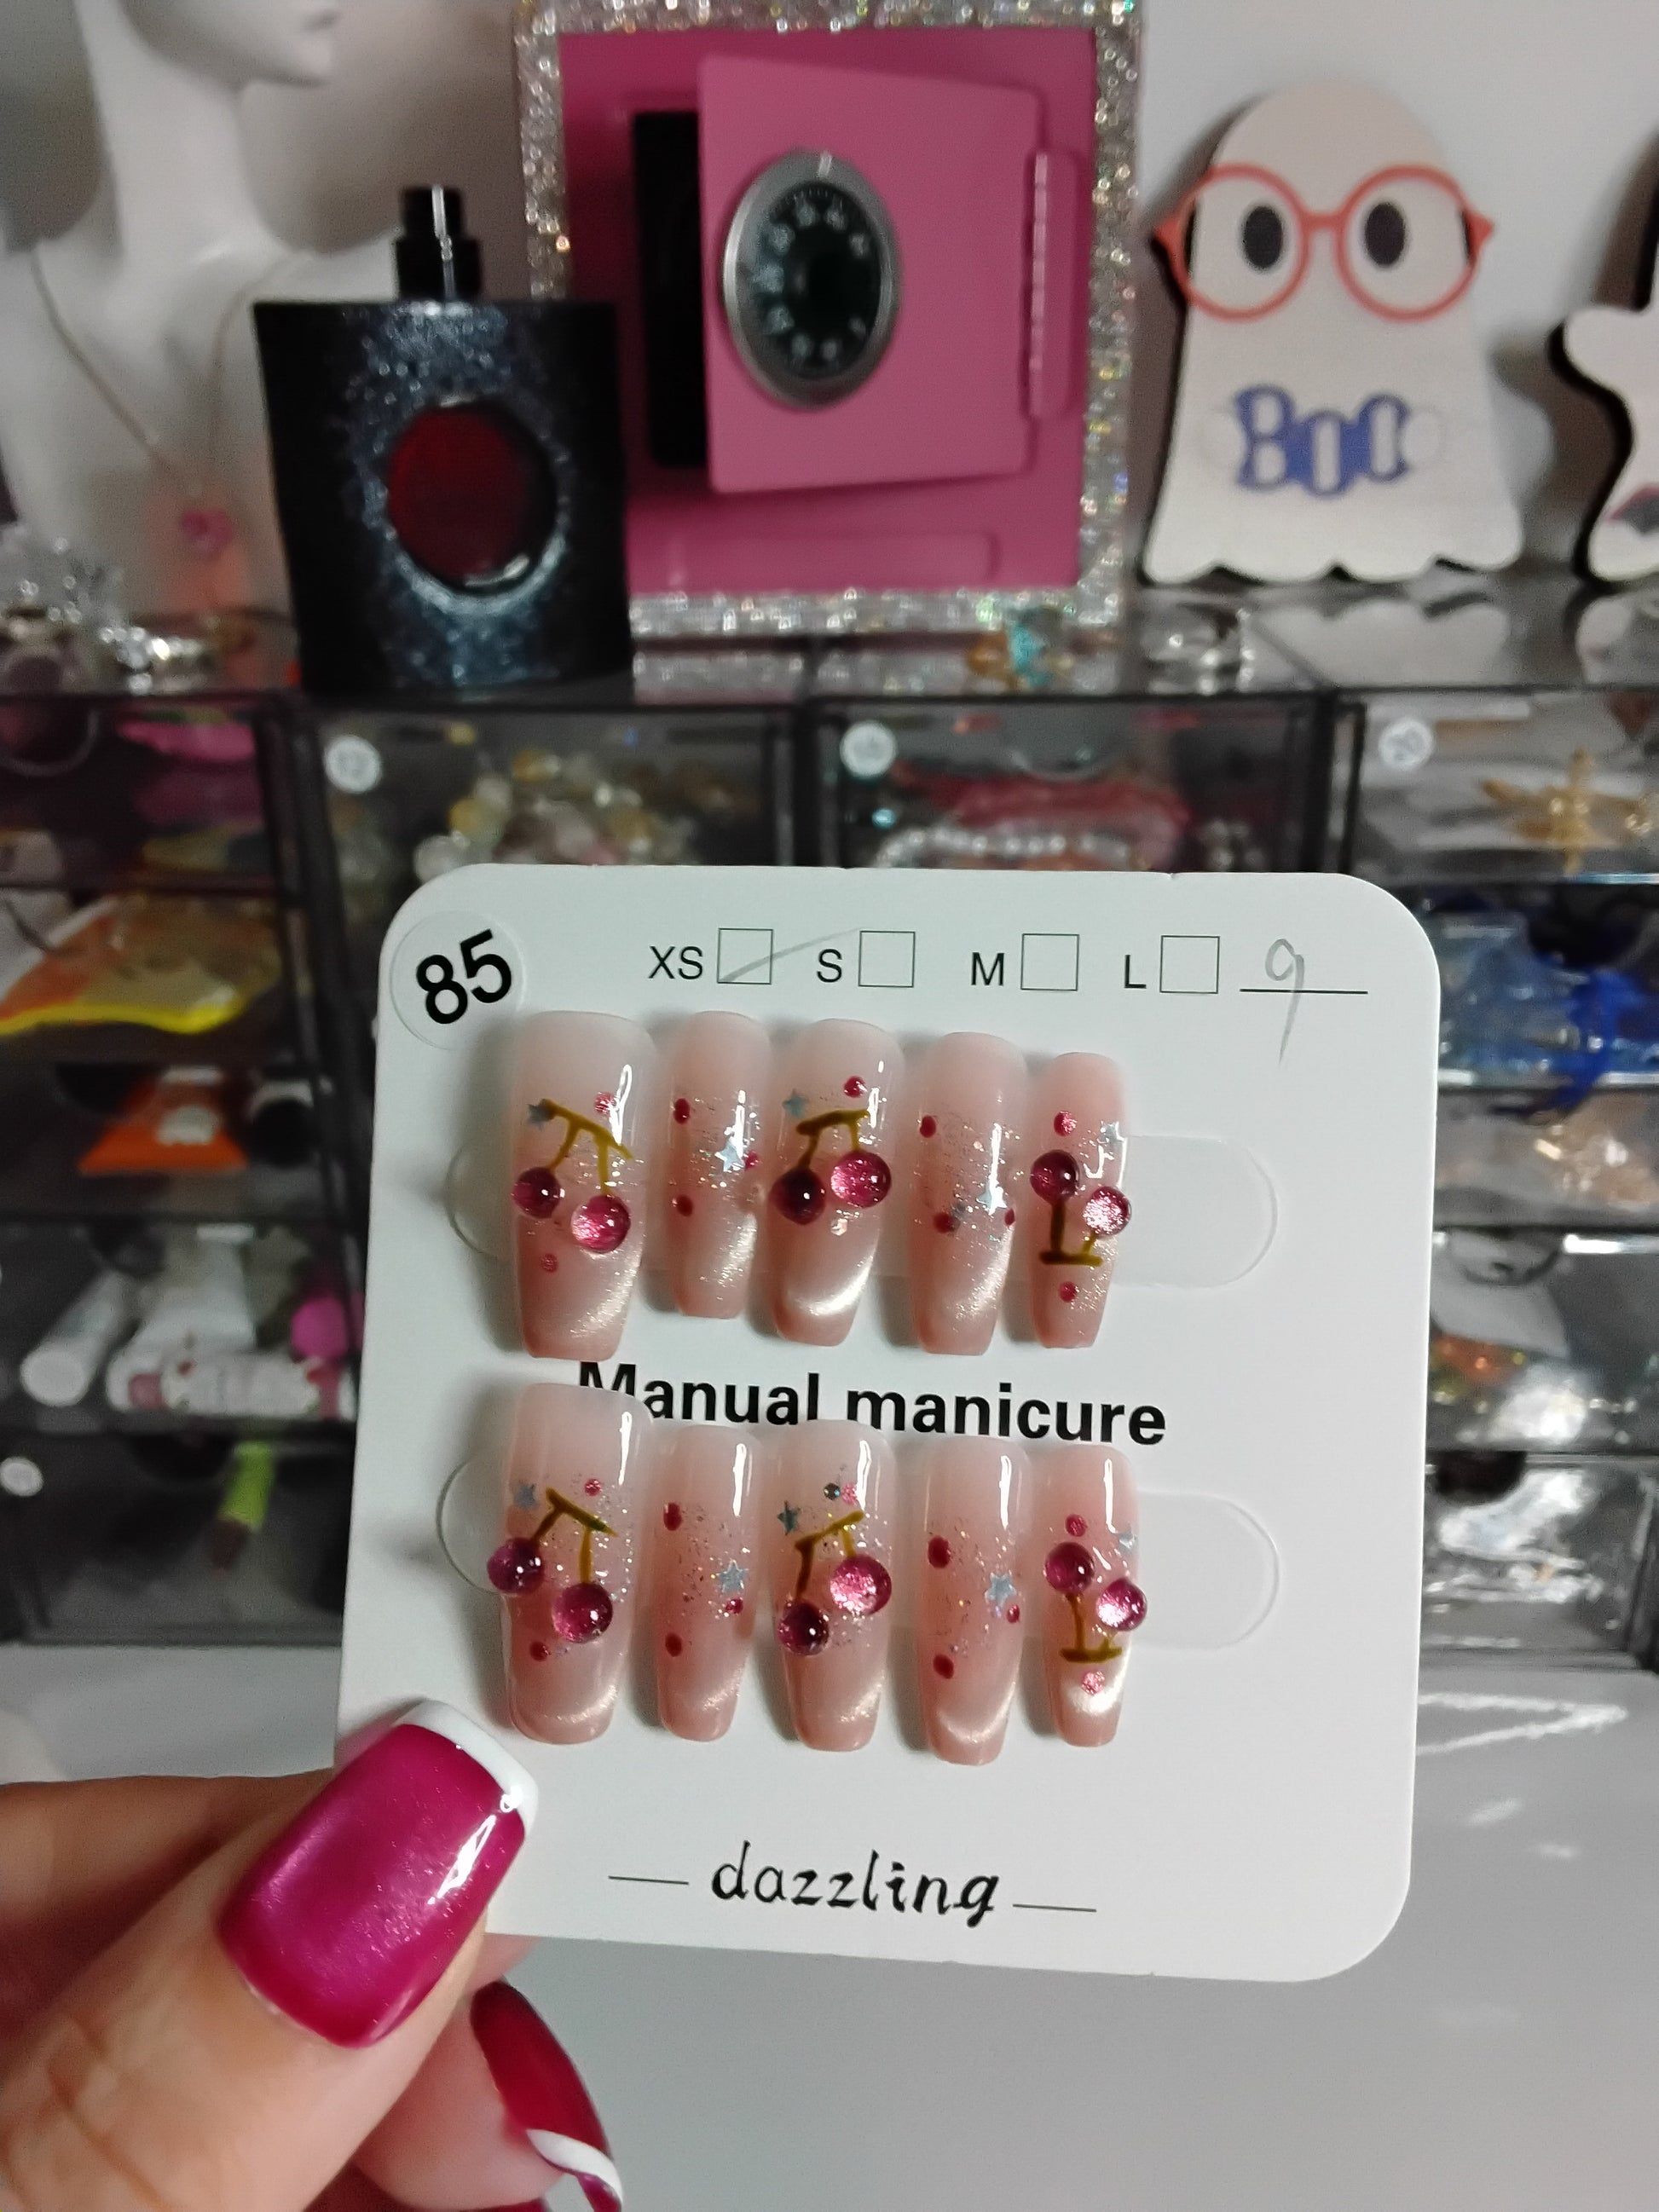 BOO
85
XS S M L 9
Manual manicure
dazzling